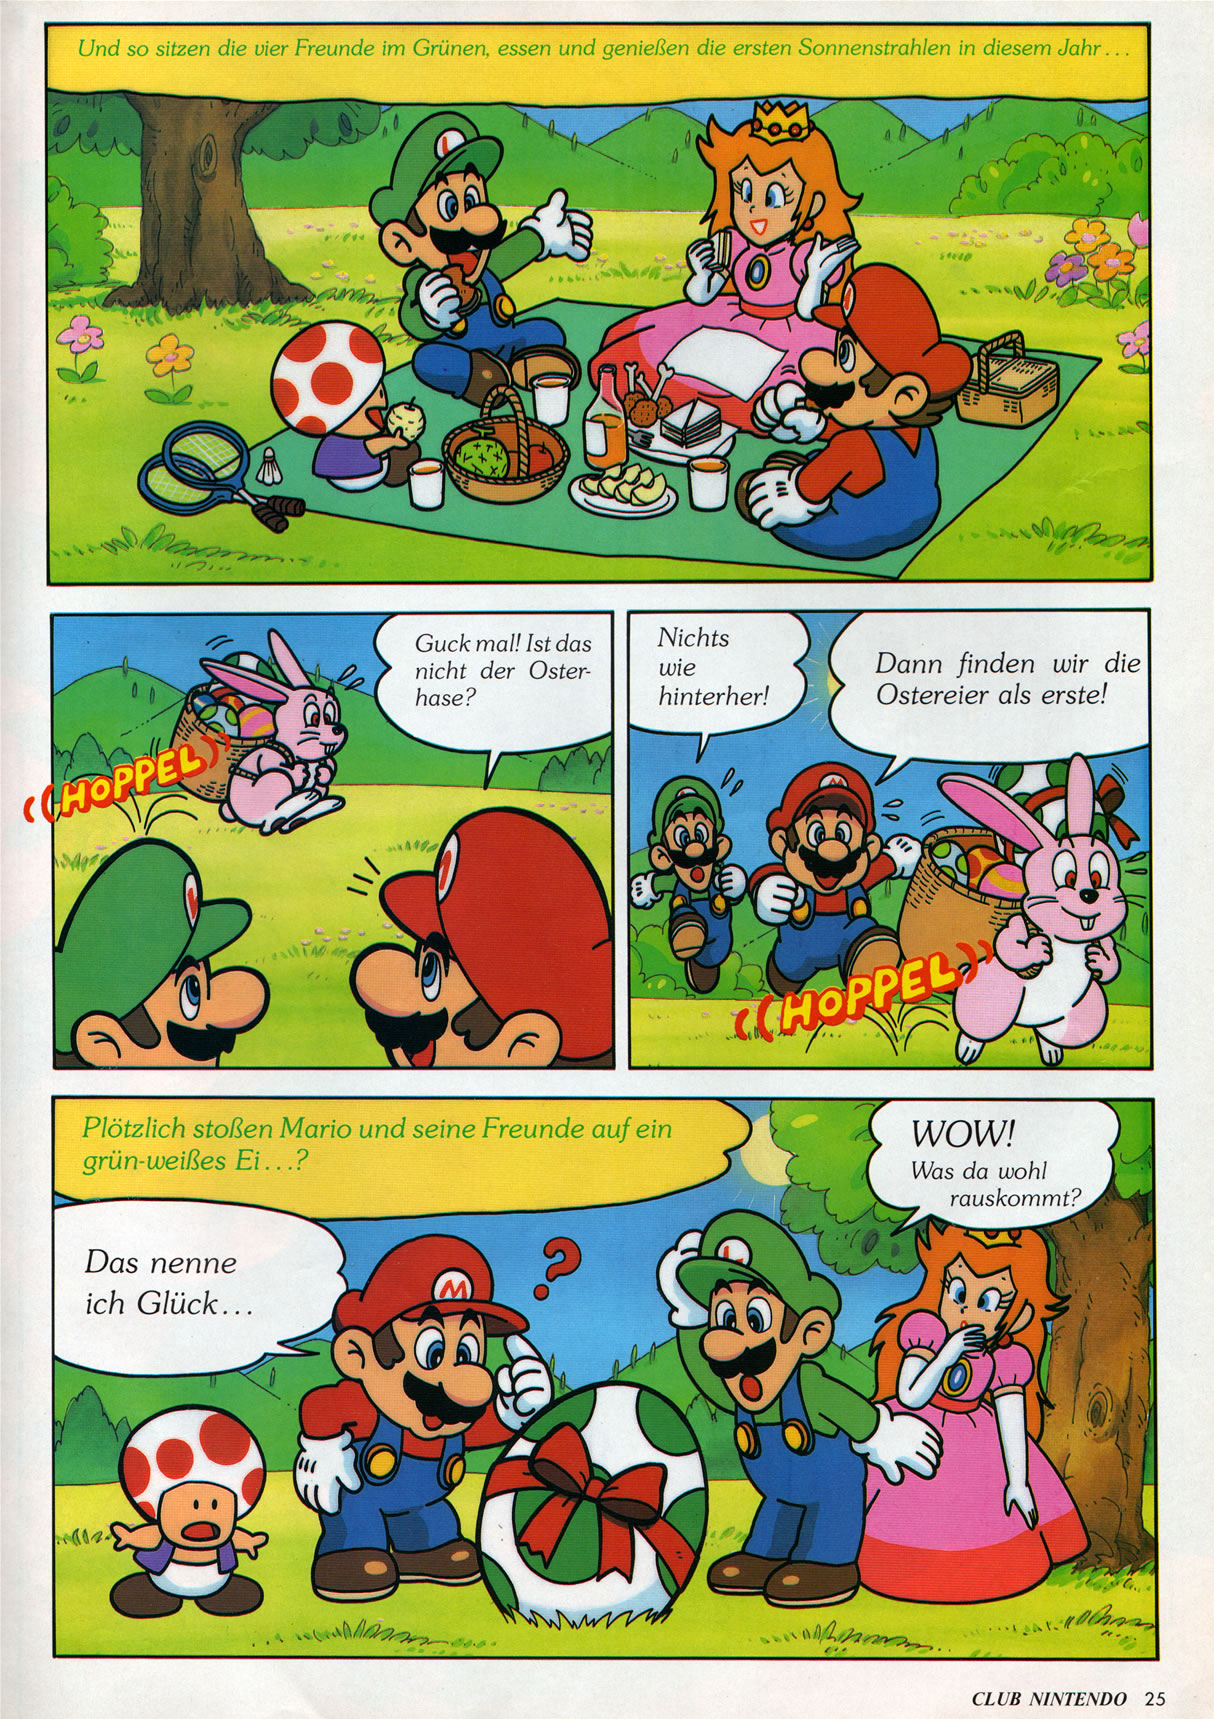 Und so sitzen die vier Freunde im Grünen, essen und genießen die ersten Sonnenstrahlen in diesem Jahr...
L
Guck mal! Ist das
nicht der Oster-
hase?
HOPPEL
Nichts
wie
hinterher!
Dann finden wir die
Ostereier als erste!
M
HOPPEL
Plötzlich stoßen Mario und seine Freunde auf ein
grün-weißes Ei...?
WOW!
Was da wohl
rauskommt?
Das nenne
ich Glück...
?
M
L
CLUB NINTENDO 25